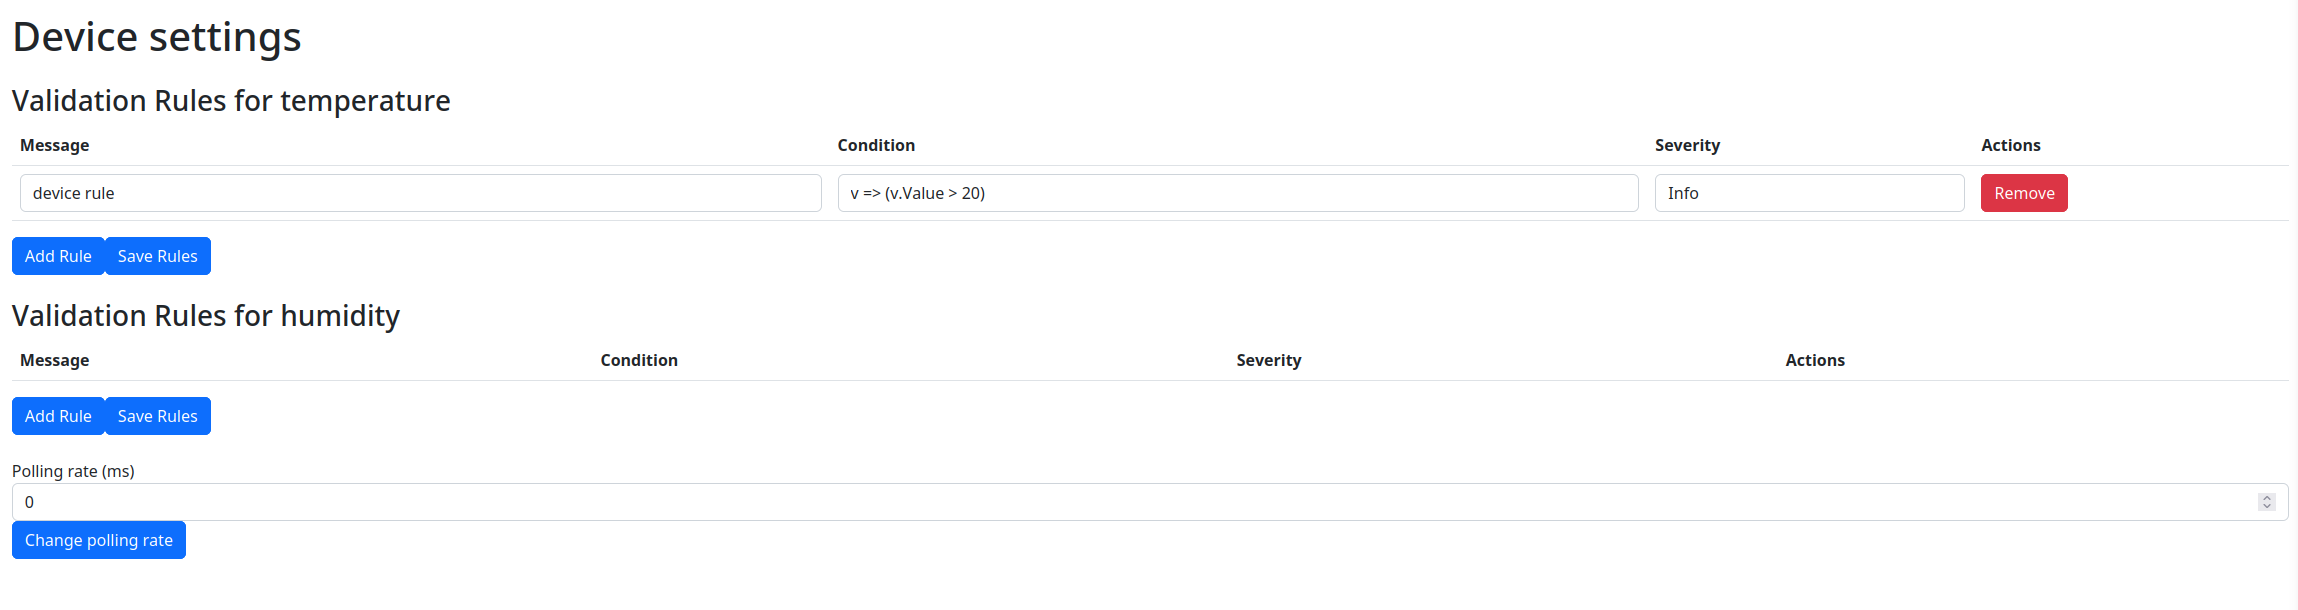 Device settings
Validation Rules for temperature
Message Condition Severity Actions
device rule v => (v.Value > 20) Info Remove
Add Rule Save Rules
Validation Rules for humidity
Message Condition Severity Actions
Add Rule Save Rules
Polling rate (ms)
0
Change polling rate